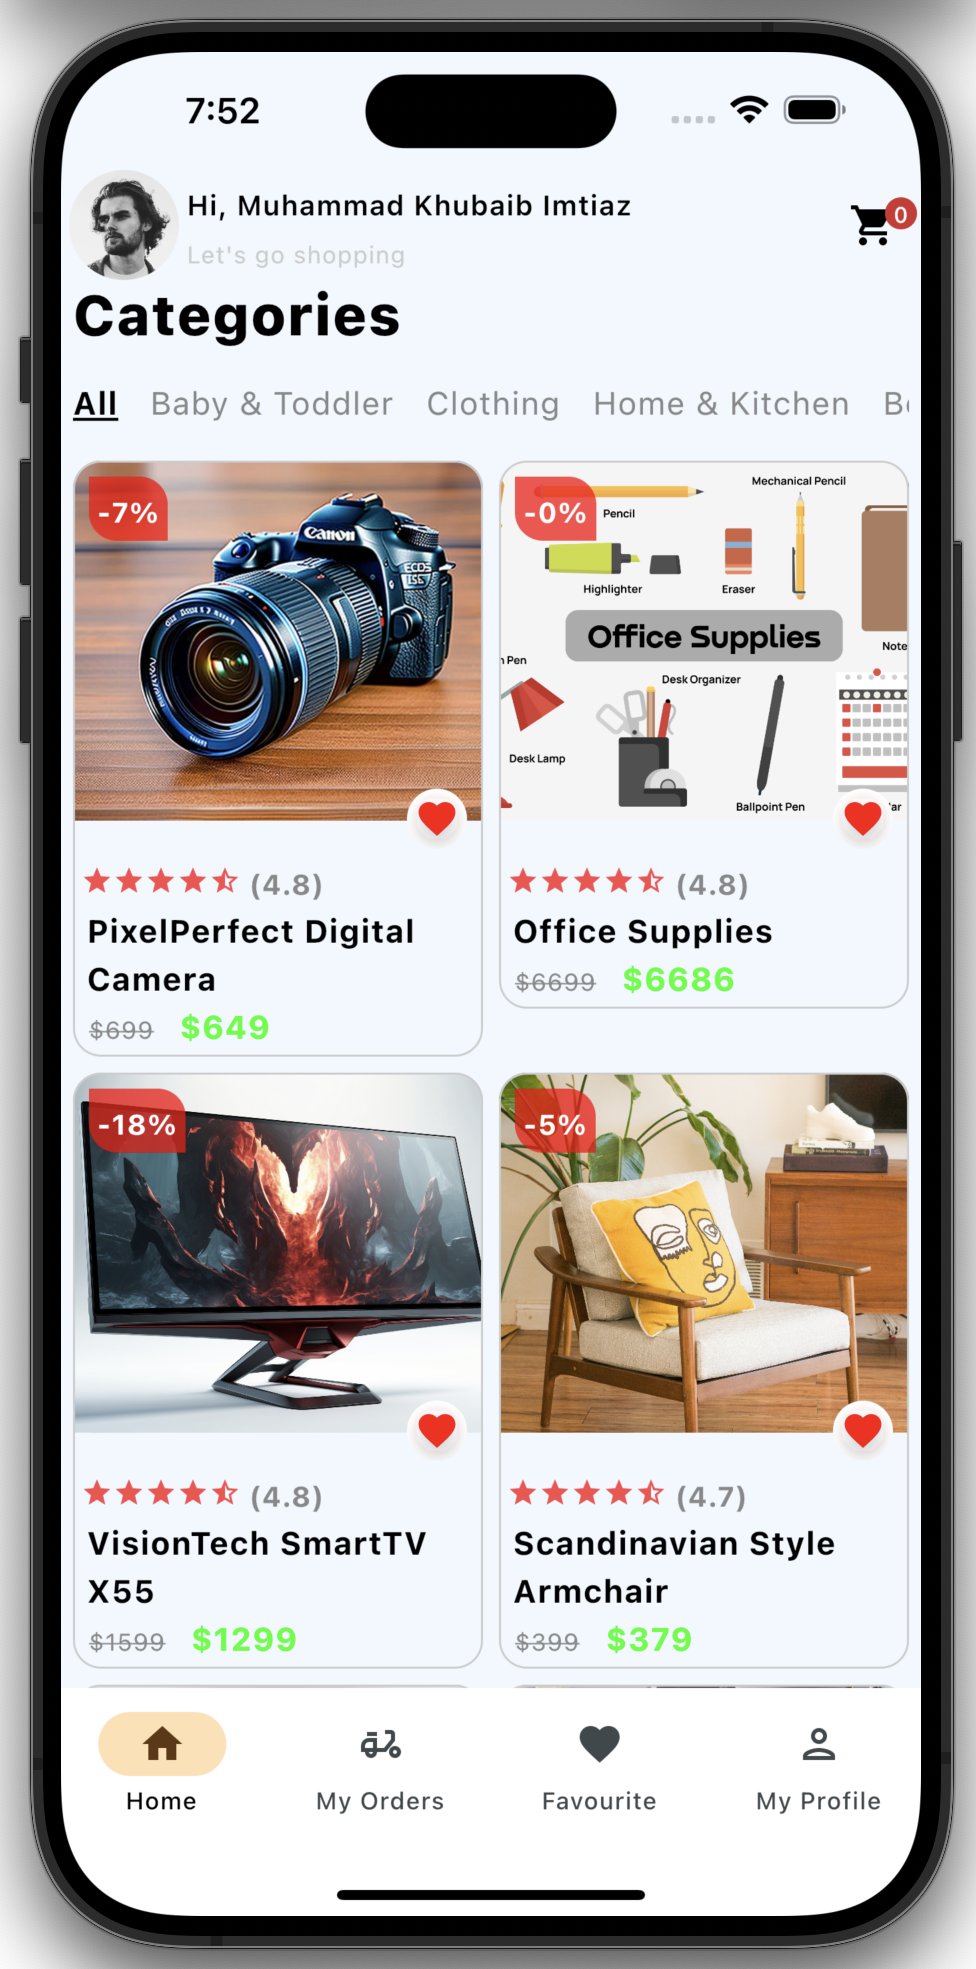 7:52
Hi, Muhammad Khubaib Imtiaz
0
Let's go shopping
Categories
All Baby & Toddler Clothing Home & Kitchen
-7%
Canon
-0%
Mechanical Pencil
Pencil
Highlighter
Eraser
Office Supplies
Note
Pen
Desk Organizer
Desk Lamp
Ballpoint Pen
(4.8)
PixelPerfect Digital
Camera
$699 $649
(4.8)
Office Supplies
$6699 $6686
-18%
-5%
(4.8)
VisionTech SmartTV
X55
$1599 $1299
(4.7)
Scandinavian Style
Armchair
$399 $379
Home
My Orders
Favourite
My Profile